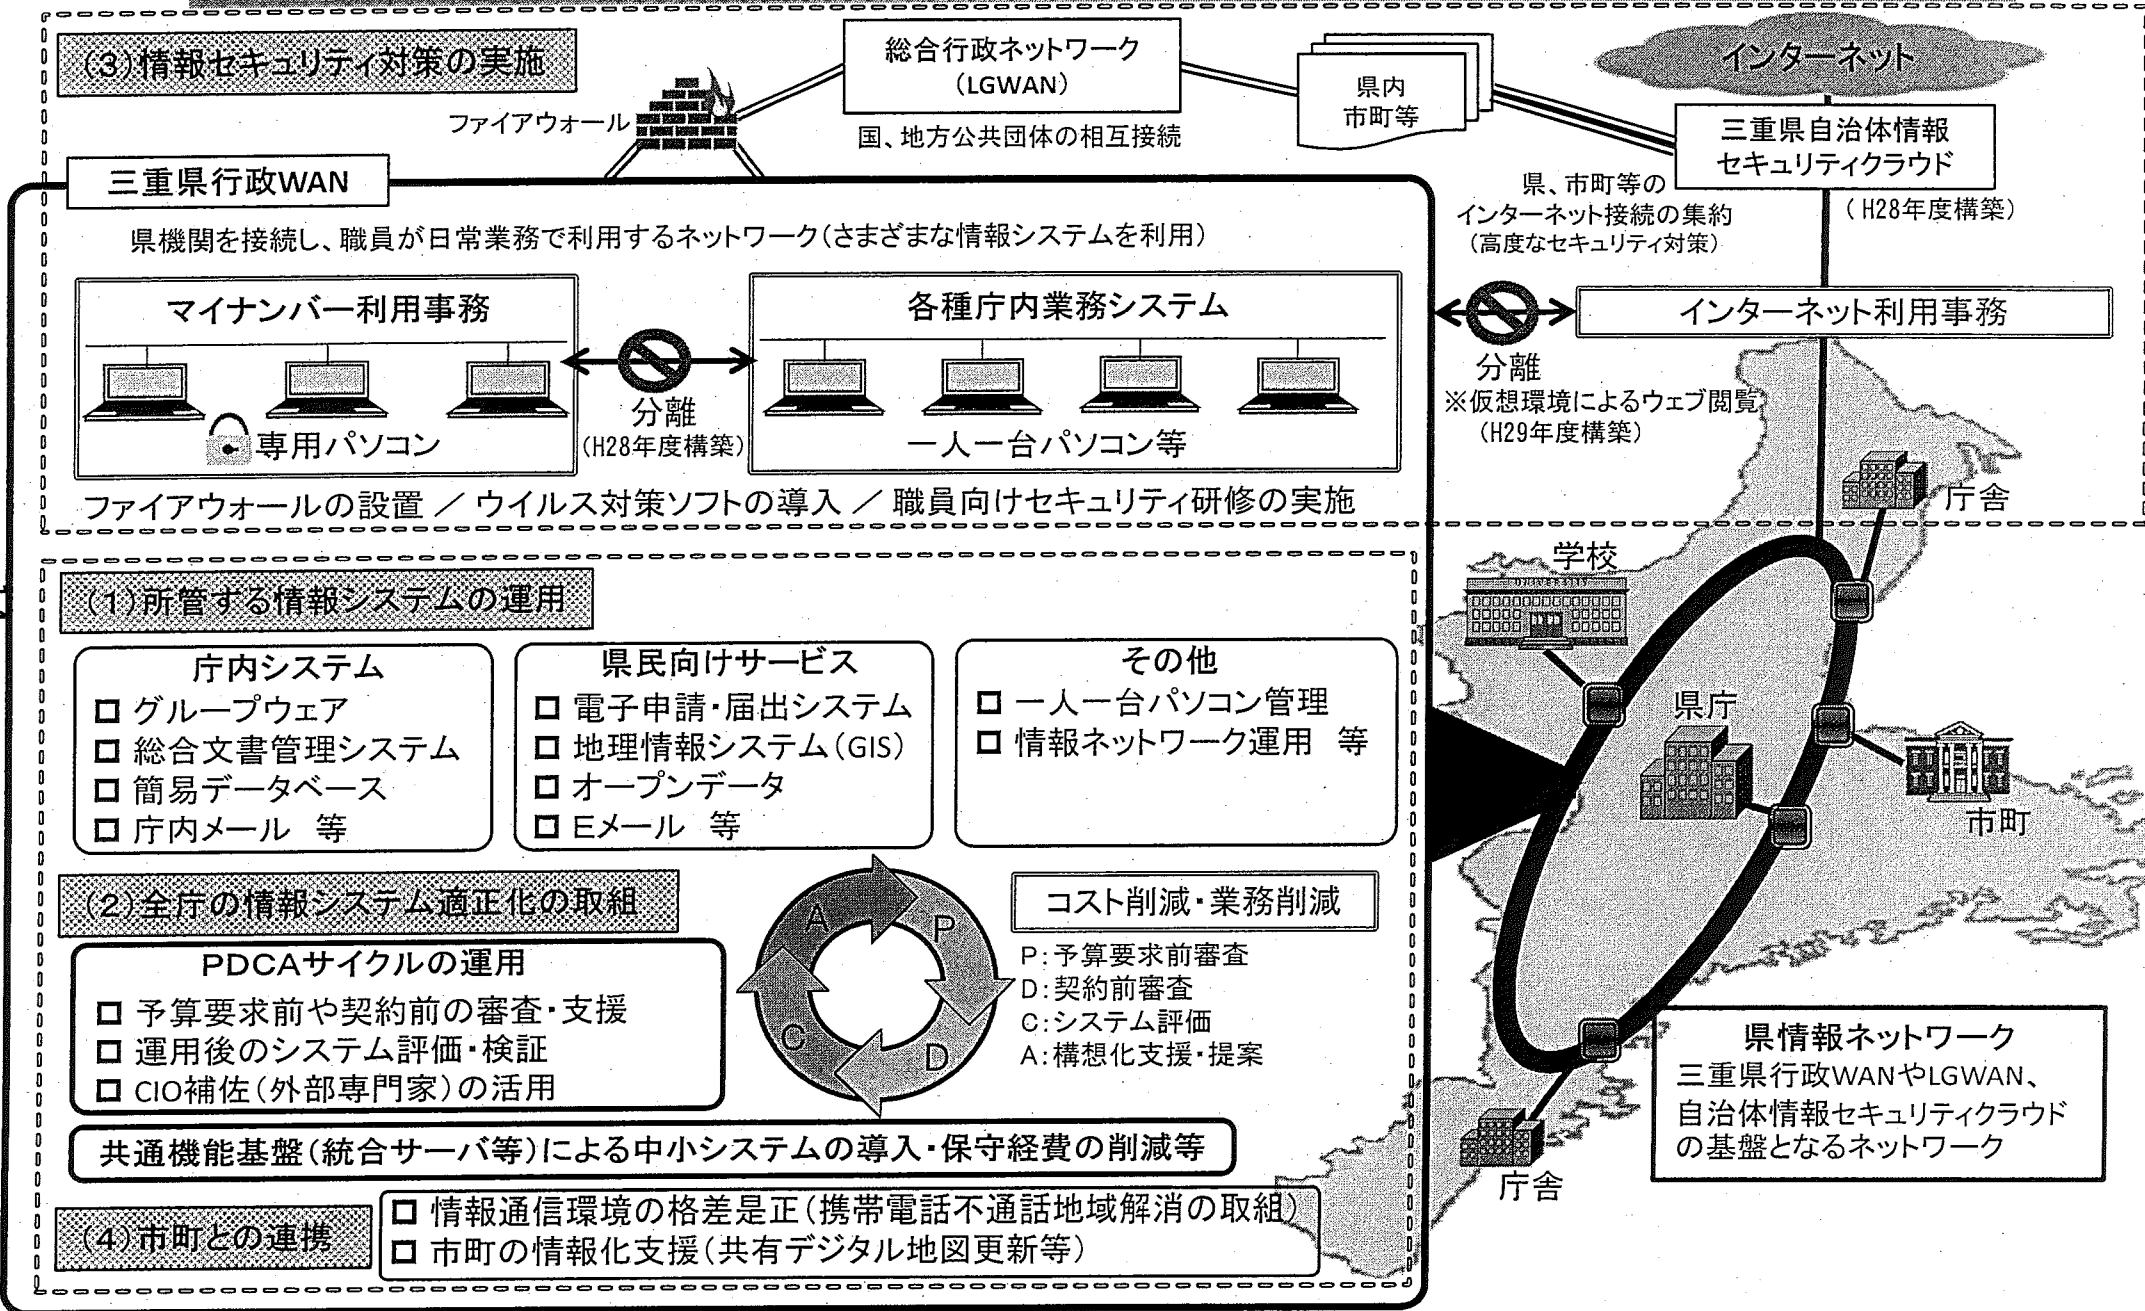 (3)情報セキュリティ対策の実施
総合行政ネットワーク
(LGWAN)
国、地方公共団体の相互接続
ファイアウォール
県内
市町等
インターネット
三重県自治体情報
セキュリティクラウド
(H28年度構築)
県、市町等の
インターネット接続の集約
(高度なセキュリティ対策)
三重県行政WAN
県機関を接続し、職員が日常業務で利用するネットワーク(さまざまな情報システムを利用)
マイナンバー利用事務
専用パソコン
分離
(H28年度構築)
各種庁内業務システム
一人一台パソコン等
インターネット利用事務
分離
※仮想環境によるウェブ閲覧
(H29年度構築)
ファイアウォールの設置 / ウイルス対策ソフトの導入 / 職員向けセキュリティ研修の実施
(1)所管する情報システムの運用
庁内システム
□ グループウェア
□ 総合文書管理システム
□ 簡易データベース
□ 庁内メール 等
県民向けサービス
□ 電子申請・届出システム
□ 地理情報システム(GIS)
□ オープンデータ
□ Eメール 等
その他
□ 一人一台パソコン管理
□ 情報ネットワーク運用 等
(2)全庁の情報システム適正化の取組
PDCAサイクルの運用
□ 予算要求前や契約前の審査・支援
□ 運用後のシステム評価・検証
□ CIO補佐(外部専門家)の活用
A
P
C
D
コスト削減・業務削減
P:予算要求前審査
D:契約前審査
C:システム評価
A:構想化支援・提案
共通機能基盤(統合サーバ等)による中小システムの導入・保守経費の削減等
(4)市町との連携
□ 情報通信環境の格差是正(携帯電話不通話地域解消の取組)
□ 市町の情報化支援(共有デジタル地図更新等)
庁舎
学校
UNIVERSITY
県庁
市町
庁舎
県情報ネットワーク
三重県行政WANやLGWAN、
自治体情報セキュリティクラウド
の基盤となるネットワーク